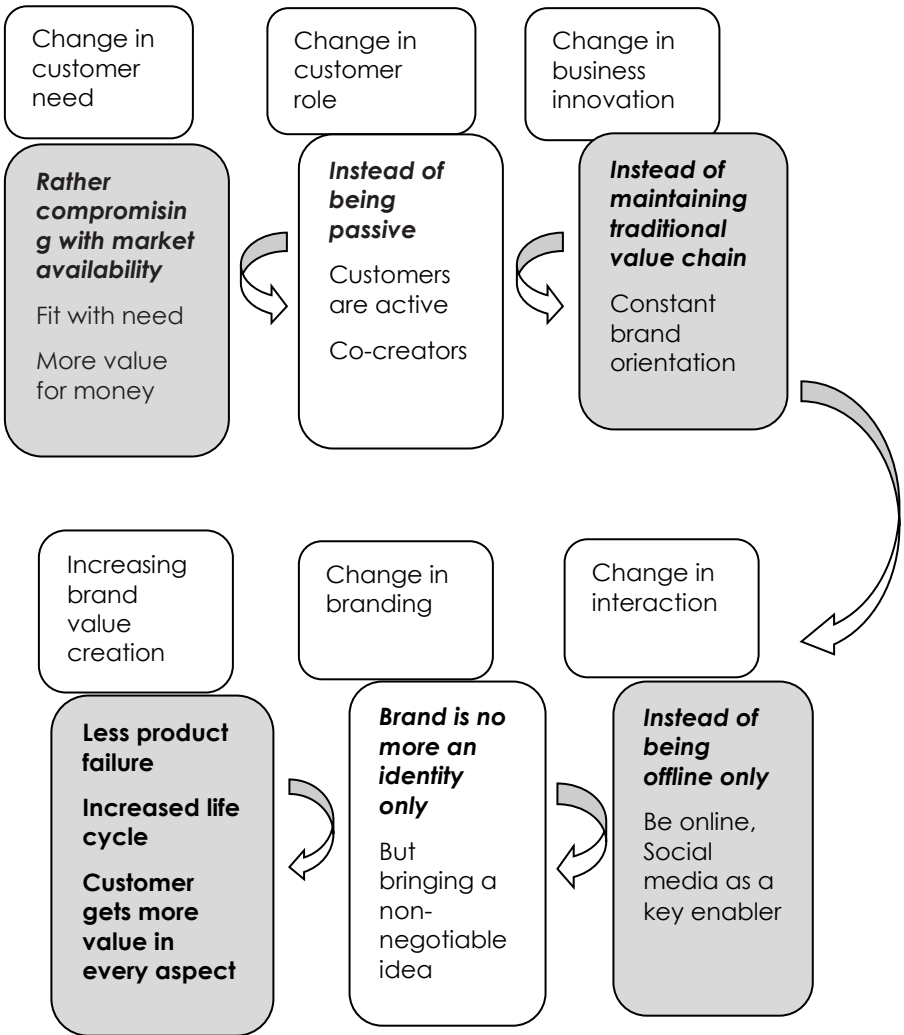 Change in
customer
need
Rather
compromisin
g with market
availability
Fit with need
More value
for money
Change in
customer
role
Instead of
being
passive
Customers
are active
Co-creators
Change in
business
innovation
Instead of
maintaining
traditional
value chain
Constant
brand
orientation
Change in
interaction
Instead of
being
offline only
Be online,
Social
media as a
key enabler
Change in
branding
Brand is no
more an
identity
only
But
bringing a
non-
negotiable
idea
Increasing
brand
value
creation
Less product
failure
Increased life
cycle
Customer
gets more
value in
every aspect